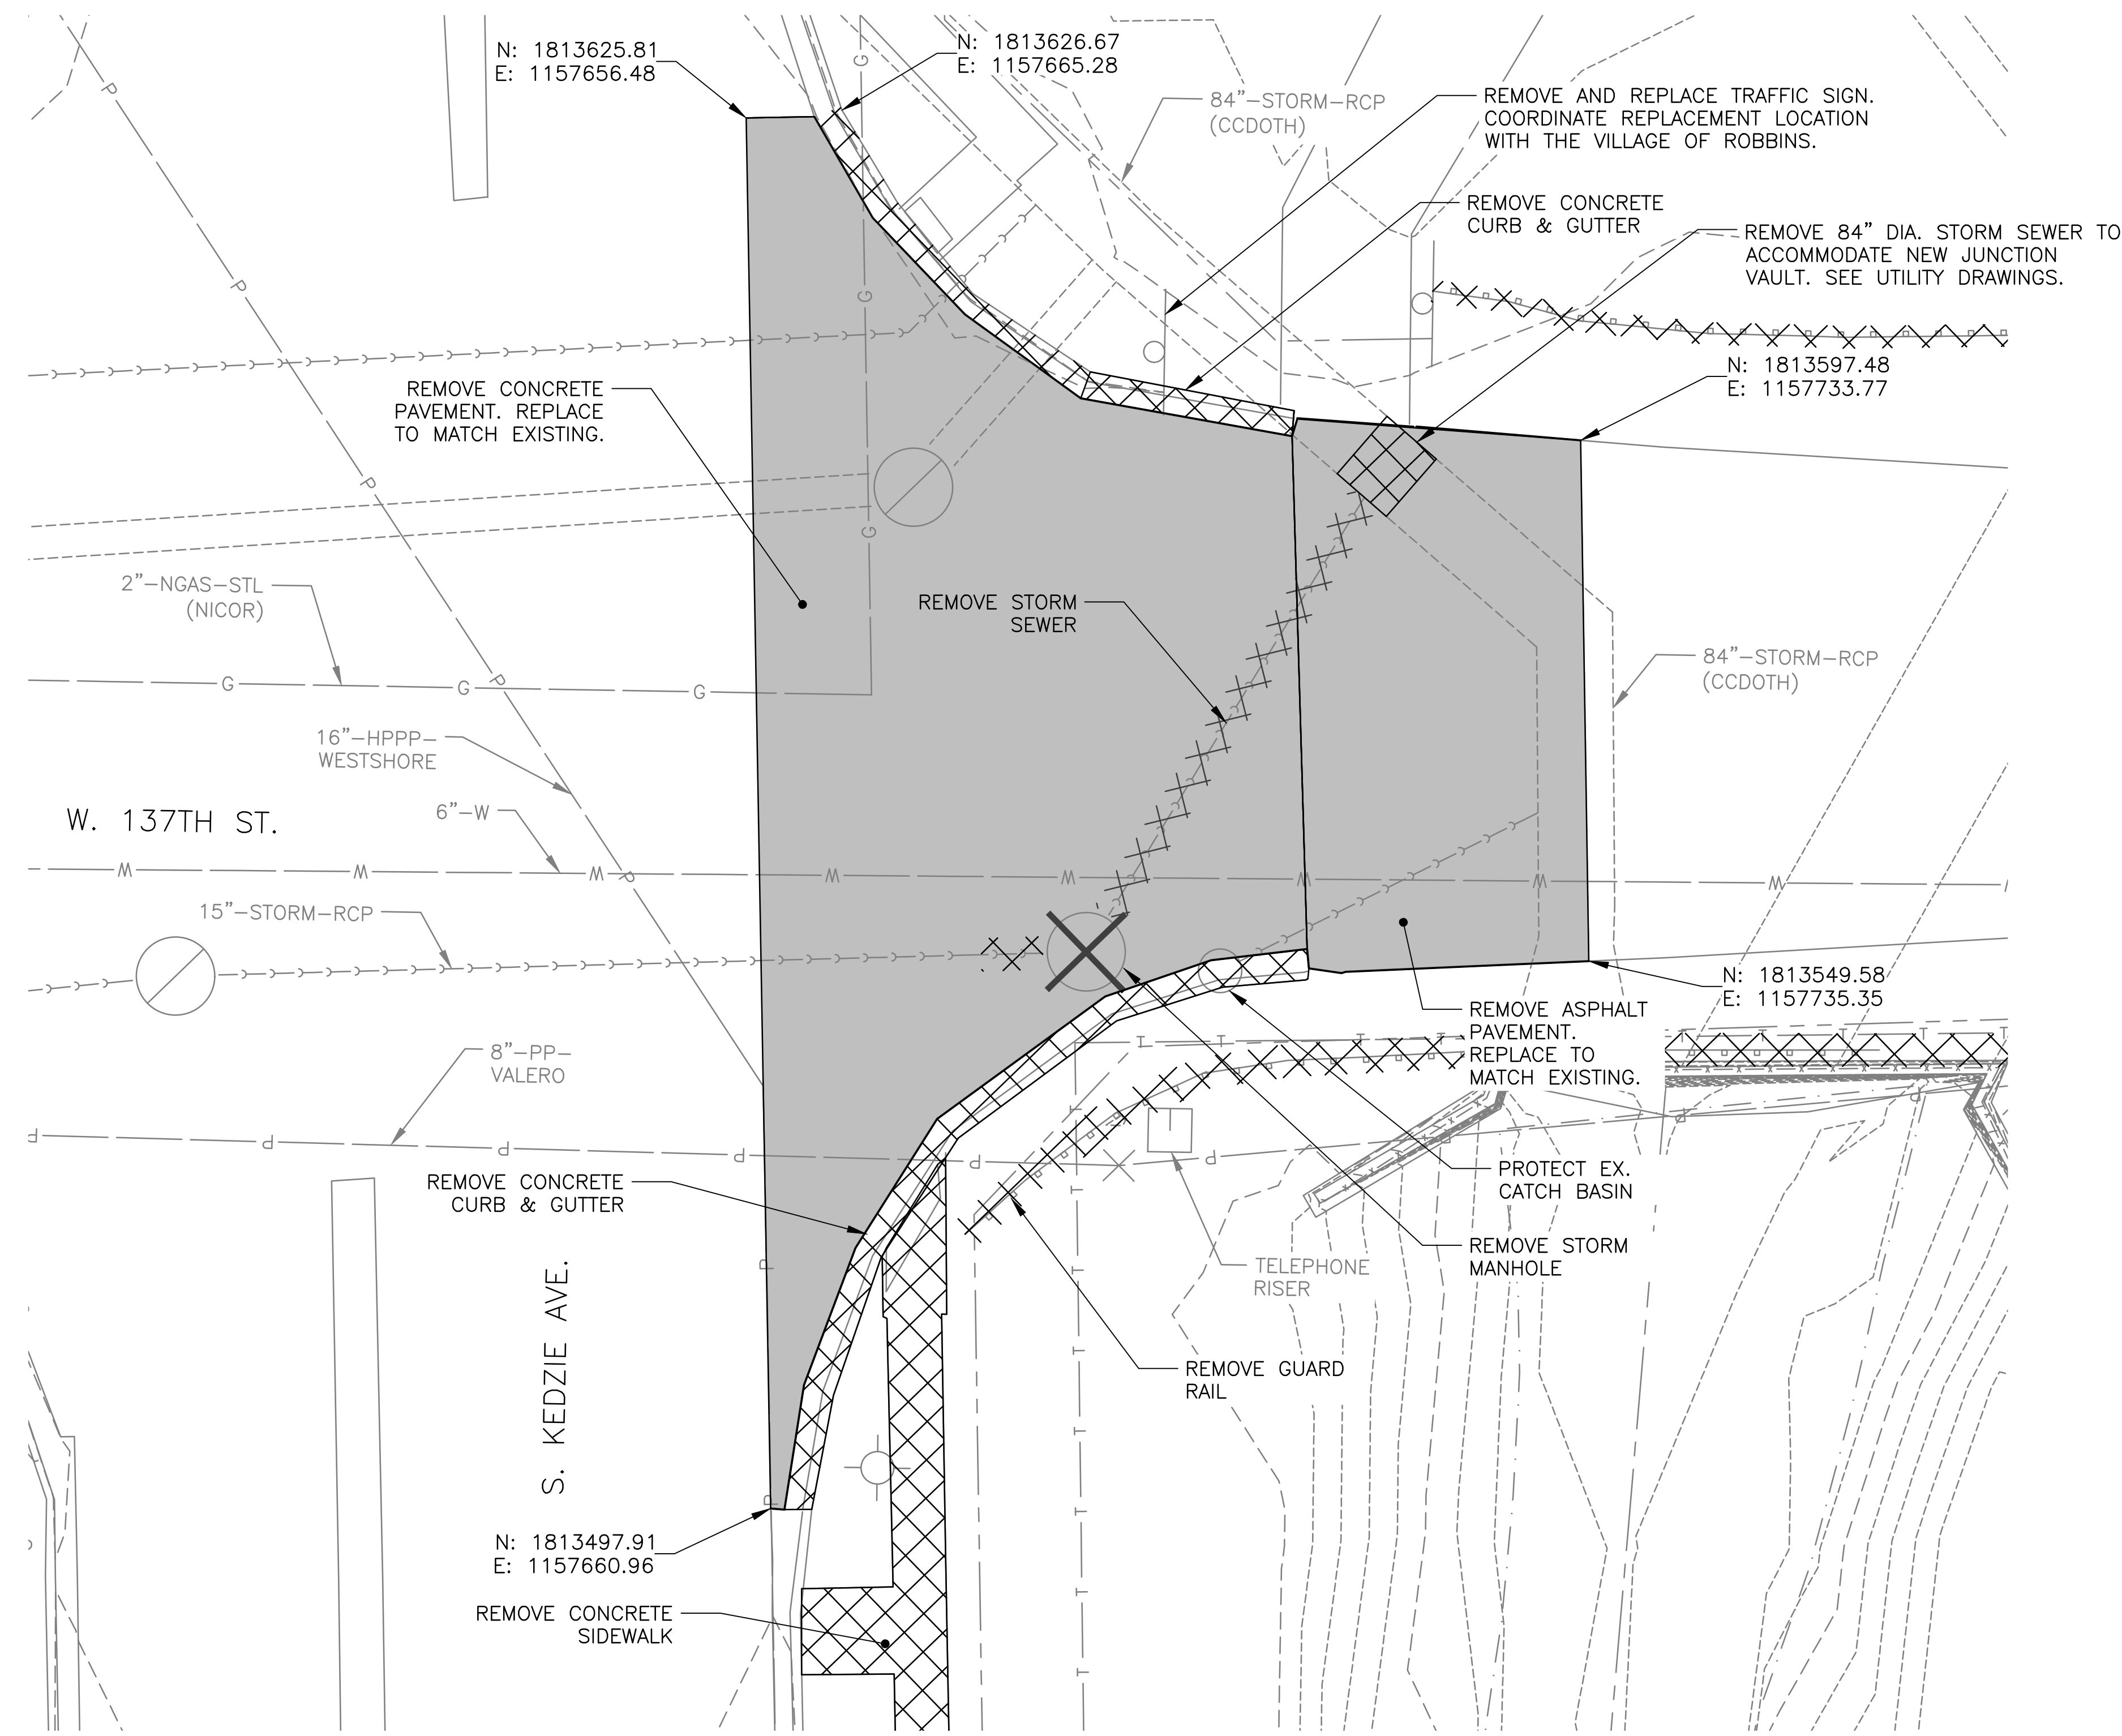 N: 1813625.81
E: 1157656.48
N: 1813626.67
E: 1157665.28
84"-STORM-RCP
(CCDOTH)
REMOVE AND REPLACE TRAFFIC SIGN.
COORDINATE REPLACEMENT LOCATION
WITH THE VILLAGE OF ROBBINS.
REMOVE CONCRETE
CURB & GUTTER
REMOVE 84" DIA. STORM SEWER TO
ACCOMMODATE NEW JUNCTION
VAULT. SEE UTILITY DRAWINGS.
N: 1813597.48
E: 1157733.77
REMOVE CONCRETE
PAVEMENT. REPLACE
TO MATCH EXISTING.
2"-NGAS-STL
(NICOR)
REMOVE STORM
SEWER
84"-STORM-RCP
(CCDOTH)
16"-HPPP-
WESTSHORE
6"-W
W. 137TH ST.
15"-STORM-RCP
N: 1813549.58
E: 1157735.35
REMOVE ASPHALT
PAVEMENT.
REPLACE TO
MATCH EXISTING.
8"-PP-
VALERO
REMOVE CONCRETE
CURB & GUTTER
PROTECT EX.
CATCH BASIN
REMOVE STORM
MANHOLE
TELEPHONE
RISER
S. KEDZIE AVE.
REMOVE GUARD
RAIL
N: 1813497.91
E: 1157660.96
REMOVE CONCRETE
SIDEWALK